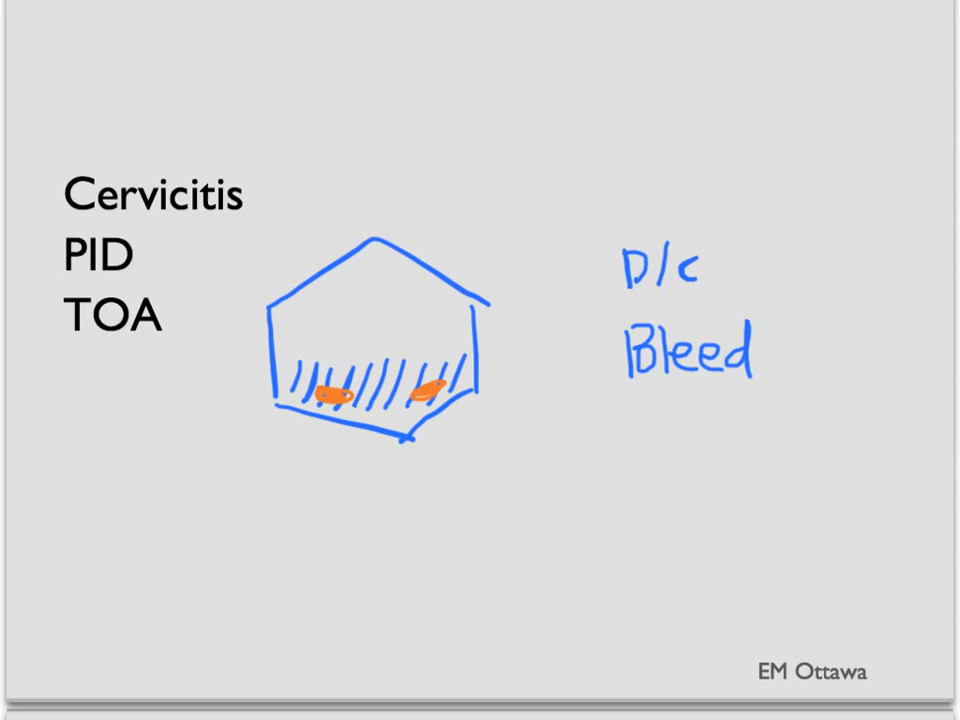 Cervicitis
PID
TOA
D/c
Bleed
EM Ottawa